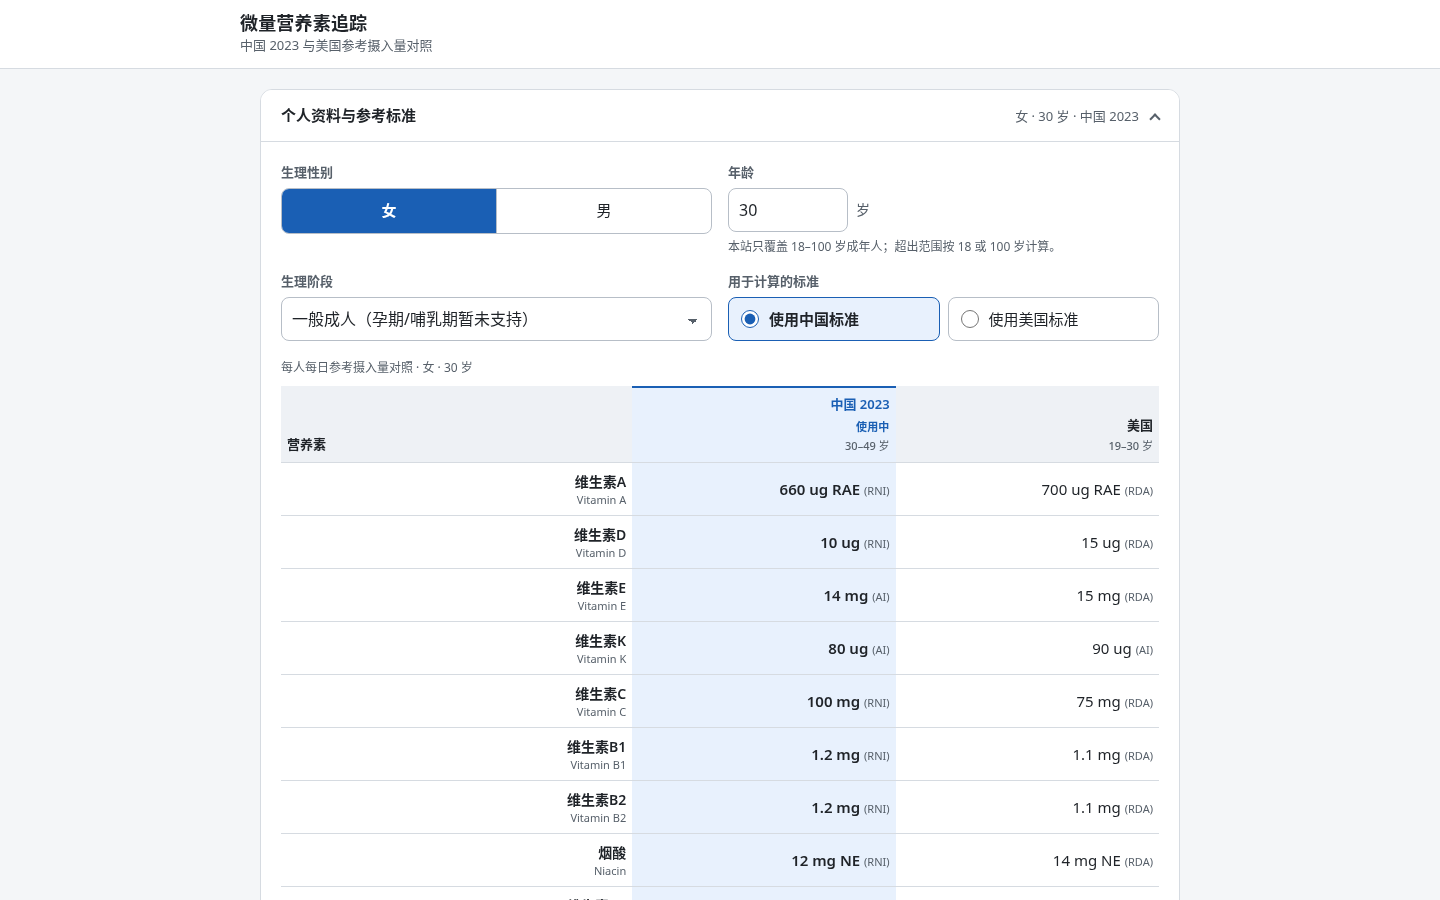 微量营养素追踪
中国 2023 与美国参考摄入量对照
个人资料与参考标准
女 · 30 岁 · 中国 2023
生理性别
女
男
年龄
30
岁
本站只覆盖 18–100 岁成年人；超出范围按 18 或 100 岁计算。
生理阶段
一般成人（孕期/哺乳期暂未支持）
用于计算的标准
使用中国标准
使用美国标准
每人每日参考摄入量对照 · 女 · 30 岁
营养素
中国 2023
使用中
30–49 岁
美国
19–30 岁
维生素A
Vitamin A
660 ug RAE (RNI)
700 ug RAE (RDA)
维生素D
Vitamin D
10 ug (RNI)
15 ug (RDA)
维生素E
Vitamin E
14 mg (AI)
15 mg (RDA)
维生素K
Vitamin K
80 ug (AI)
90 ug (AI)
维生素C
Vitamin C
100 mg (RNI)
75 mg (RDA)
维生素B1
Vitamin B1
1.2 mg (RNI)
1.1 mg (RDA)
维生素B2
Vitamin B2
1.2 mg (RNI)
1.1 mg (RDA)
烟酸
Niacin
12 mg NE (RNI)
14 mg NE (RDA)